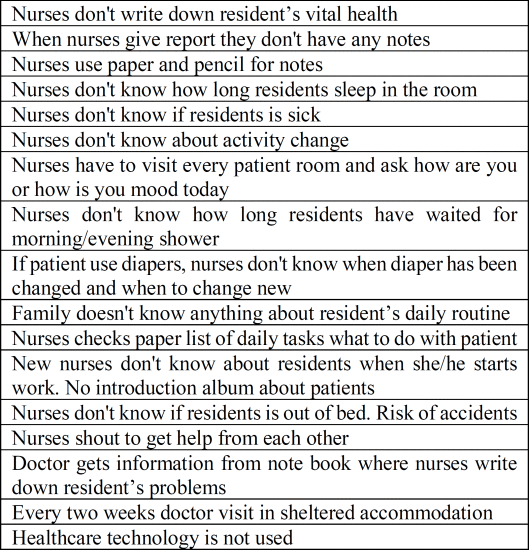 Nurses don't write down resident's vital health
When nurses give report they don't have any notes
Nurses use paper and pencil for notes
Nurses don't know how long residents sleep in the room
Nurses don't know if residents is sick
Nurses don't know about activity change
Nurses have to visit every patient room and ask how are you
or how is you mood today
Nurses don't know how long residents have waited for
morning/evening shower
If patient use diapers, nurses don't know when diaper has been
changed and when to change new
Family doesn't know anything about resident's daily routine
Nurses checks paper list of daily tasks what to do with patient
New nurses don't know about residents when she/he starts
work. No introduction album about patients
Nurses don't know if residents is out of bed. Risk of accidents
Nurses shout to get help from each other
Doctor gets information from note book where nurses write
down resident's problems
Every two weeks doctor visit in sheltered accommodation
Healthcare technology is not used